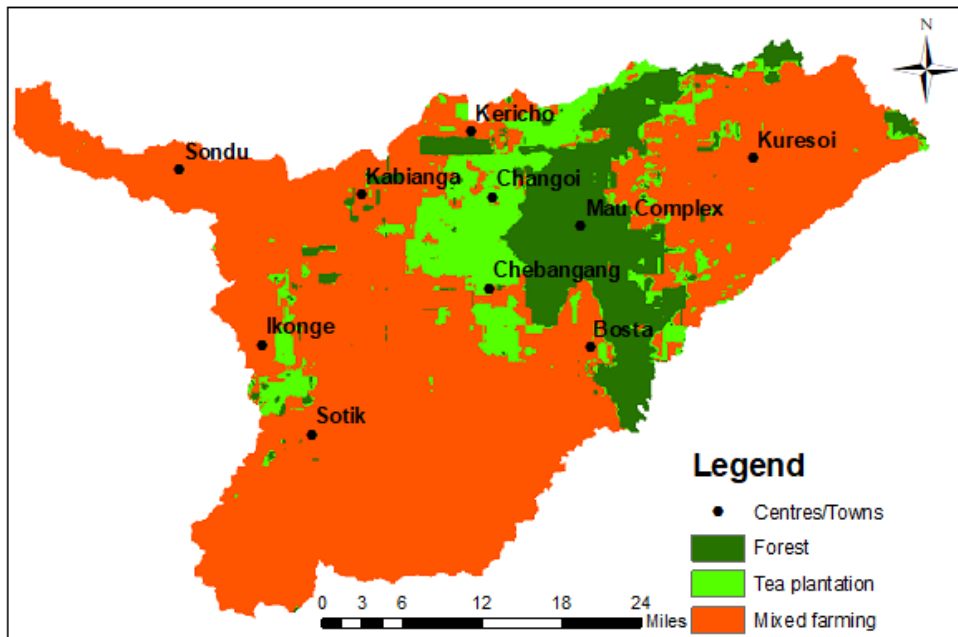 N
Kericho
Sondu
Kuresoi
Kabianga
Changoi
Mau Complex
Chebangang
Ikonge
Bosta
Sotik
Legend
Centres/Towns
Forest
Tea plantation
Mixed farming
0 3 6 12 18 24
Miles